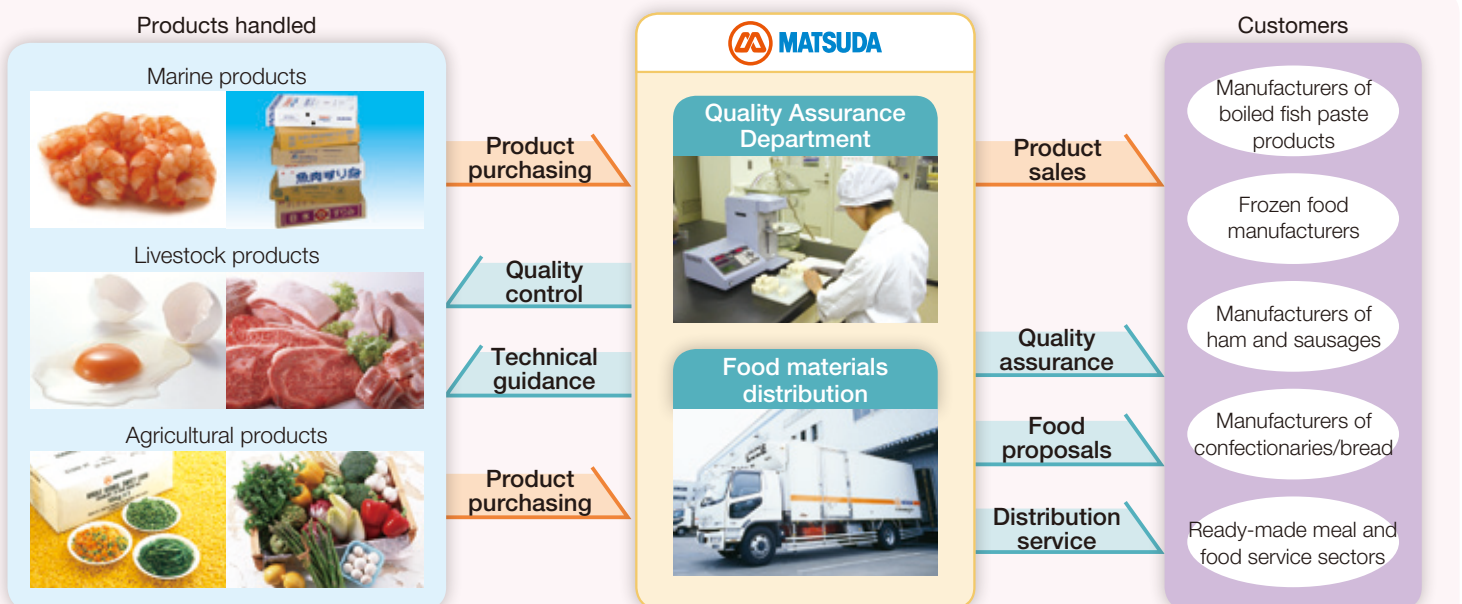 Products handled
Marine products
魚肉すり身
Livestock products
Agricultural products
Product
purchasing
Quality
control
Technical
guidance
Product
purchasing
MATSUDA
Quality Assurance
Department
Food materials
distribution
Product
sales
Quality
assurance
Food
proposals
Distribution
service
Customers
Manufacturers of
boiled fish paste
products
Frozen food
manufacturers
Manufacturers of
ham and sausages
Manufacturers of
confectionaries/bread
Ready-made meal and
food service sectors